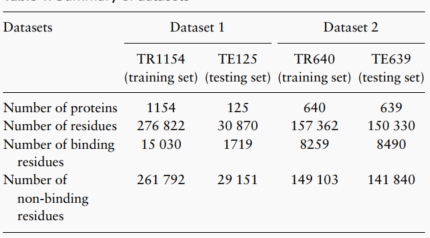 Datasets Dataset 1 Dataset 2
TR1154 TE125 TR640 TE639
(training set) (testing set) (training set) (testing set)
Number of proteins 1154 125 640 639
Number of residues 276 822 30 870 157 362 150 330
Number of binding 15 030 1719 8259 8490
residues
Number of 261 792 29 151 149 103 141 840
non-binding
residues